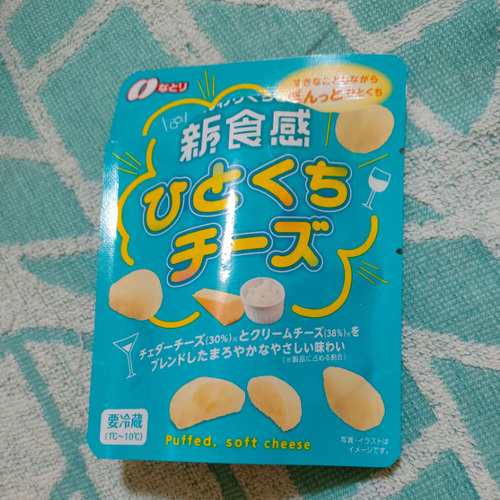 なとり
すきなことしながら
ぎんっとひとくち
新食感
ひとくち
チーズ
チェダーチーズ(30%)※とクリームチーズ(38%)※を
ブレンドしたまろやかなやさしい味わい
(※製品に占める割合)
要冷蔵
(1℃~10℃)
Puffed, soft cheese
写真・イラストは
イメージです。